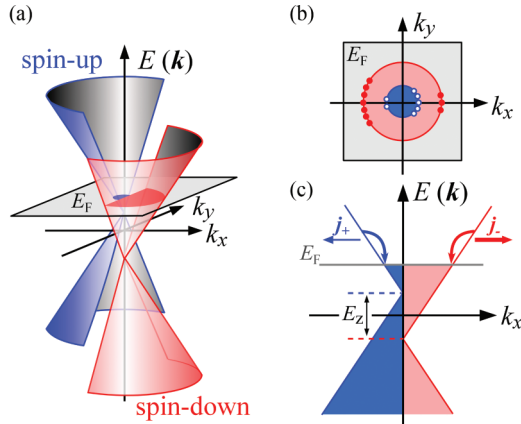 (a)
spin-up
E (k)
E_F
k_y
k_x
spin-down
(b)
k_y
E_F
k_x
(c)
E (k)
j_+
j_-
E_F
E_Z
k_x